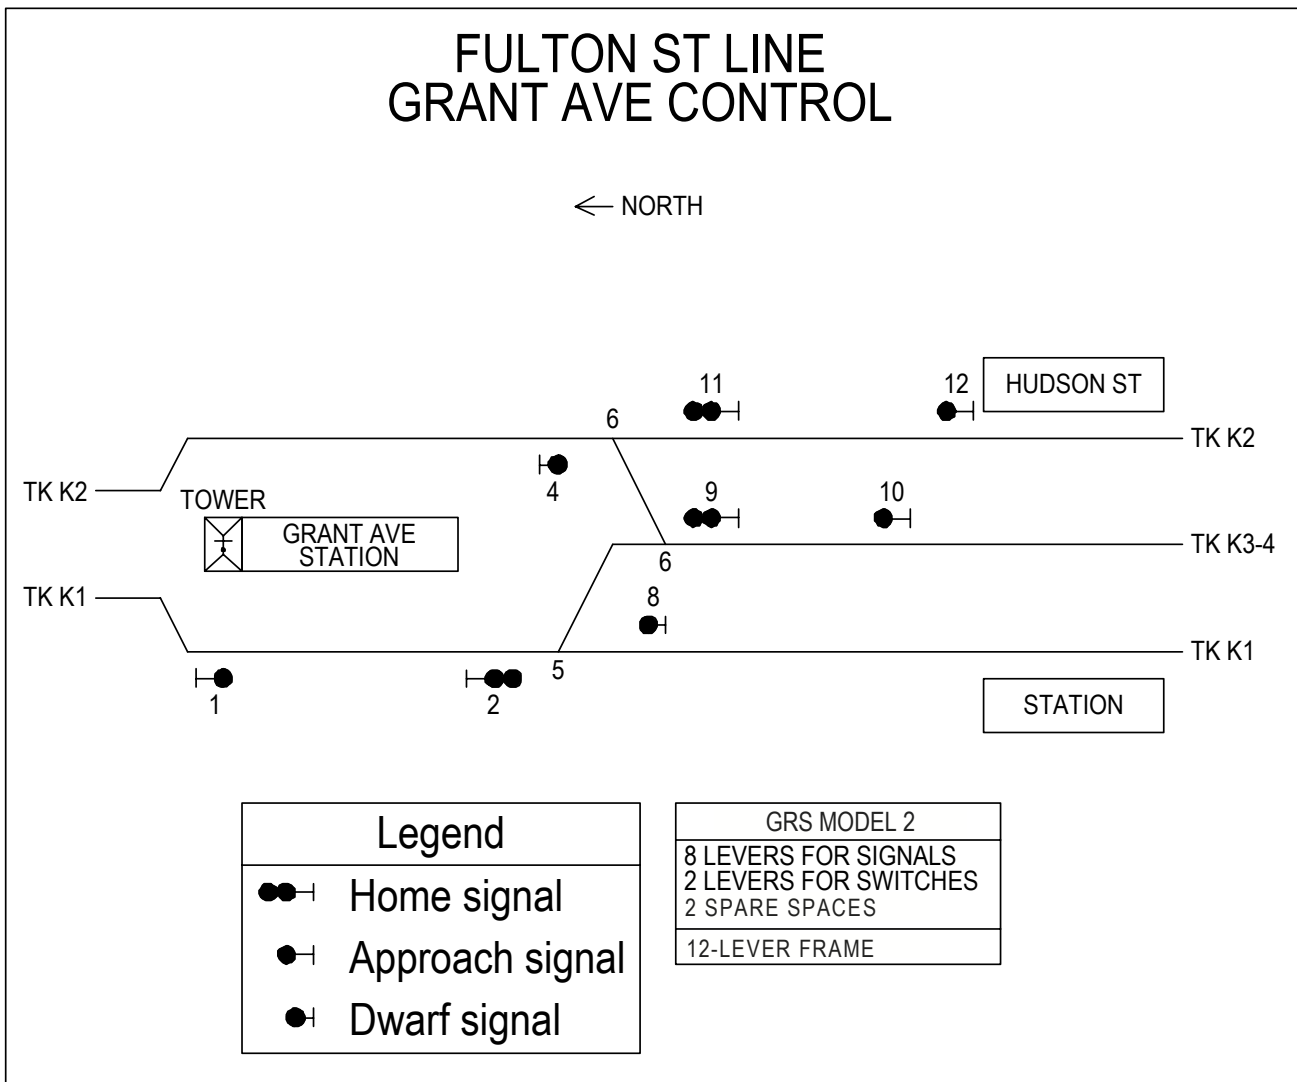 FULTON ST LINE
GRANT AVE CONTROL
NORTH
11
12
HUDSON ST
6
TK K2
4
TK K2
TOWER
9
10
GRANT AVE
STATION
6
TK K3-4
TK K1
8
5
TK K1
1
2
STATION
Legend
Home signal
Approach signal
Dwarf signal
GRS MODEL 2
8 LEVERS FOR SIGNALS
2 LEVERS FOR SWITCHES
2 SPARE SPACES
12-LEVER FRAME